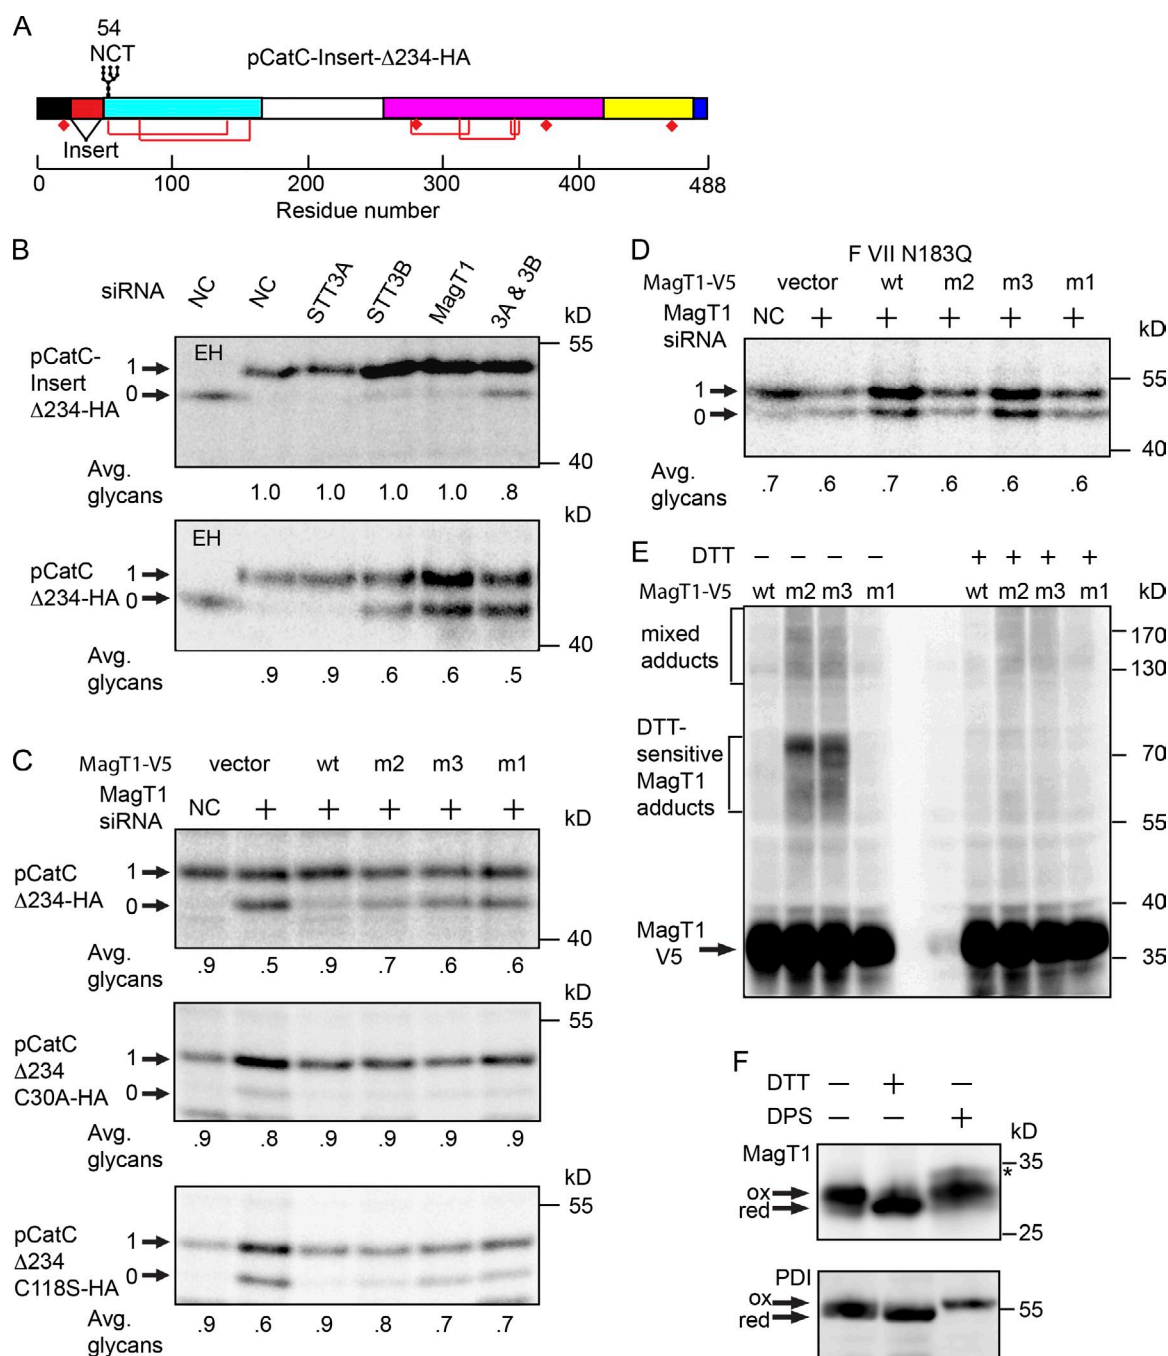 A
54
NCT
pCatC-Insert-Δ234-HA
Insert
0 100 200 300 400 488
Residue number
B
siRNA NC NC STT3A STT3B MagT1 3A & 3B
kD
pCatC-
Insert
Δ234-HA
1
0
EH
55
40
Avg.
glycans
1.0 1.0 1.0 1.0 .8
kD
pCatC
Δ234-HA
1
0
EH
40
Avg.
glycans
.9 .9 .6 .6 .5
C
MagT1-V5 vector wt m2 m3 m1
MagT1
siRNA
NC + + + + +
kD
pCatC
Δ234-HA
1
0
40
Avg.
glycans
.9 .5 .9 .7 .6 .6
kD
55
pCatC
Δ234
C30A-HA
1
0
Avg.
glycans
.9 .8 .9 .9 .9 .9
kD
55
pCatC
Δ234
C118S-HA
1
0
Avg.
glycans
.9 .6 .9 .8 .7 .7
D
F VII N183Q
MagT1-V5 vector wt m2 m3 m1
MagT1
siRNA
NC + + + + +
kD
55
1
0
40
Avg.
glycans
.7 .6 .7 .6 .6 .6
E
DTT – – – – + + + +
MagT1-V5 wt m2 m3 m1 wt m2 m3 m1
kD
mixed
adducts
170
130
DTT-
sensitive
MagT1
adducts
70
55
40
MagT1
V5
35
F
DTT – + –
DPS – – +
kD
MagT1
35
*
ox
red
25
PDI
ox
red
55